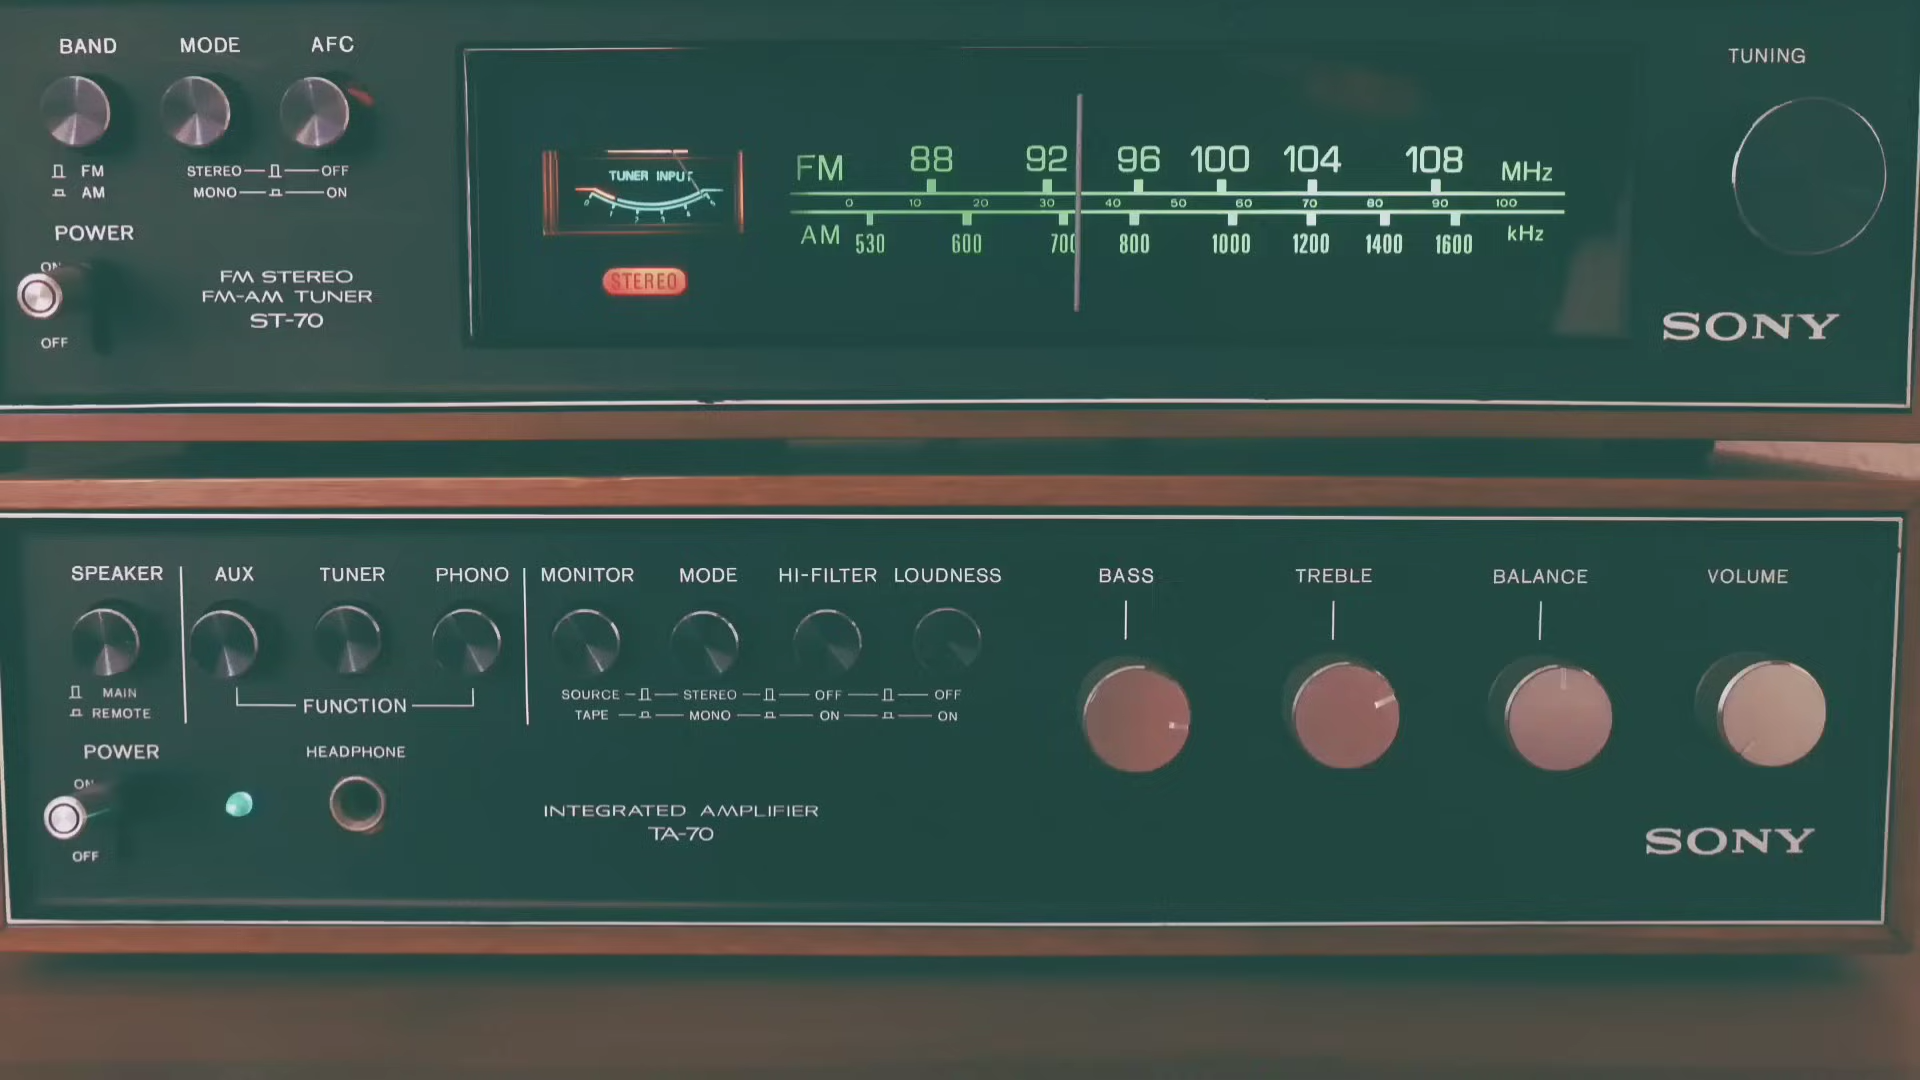 BAND MODE AFC
FM STEREO OFF
AM MONO ON
POWER
ON
OFF
FM STEREO
FM-AM TUNER
ST-70
TUNER INPUT
STEREO
FM 88 92 96 100 104 108 MHz
0 10 20 30 40 50 60 70 80 90 100
AM 530 600 700 800 1000 1200 1400 1600 kHz
TUNING
SONY
SPEAKER AUX TUNER PHONO MONITOR MODE HI-FILTER LOUDNESS BASS TREBLE BALANCE VOLUME
MAIN
REMOTE
FUNCTION
SOURCE STEREO OFF OFF
TAPE MONO ON ON
POWER
ON
OFF
HEADPHONE
INTEGRATED AMPLIFIER
TA-70
SONY